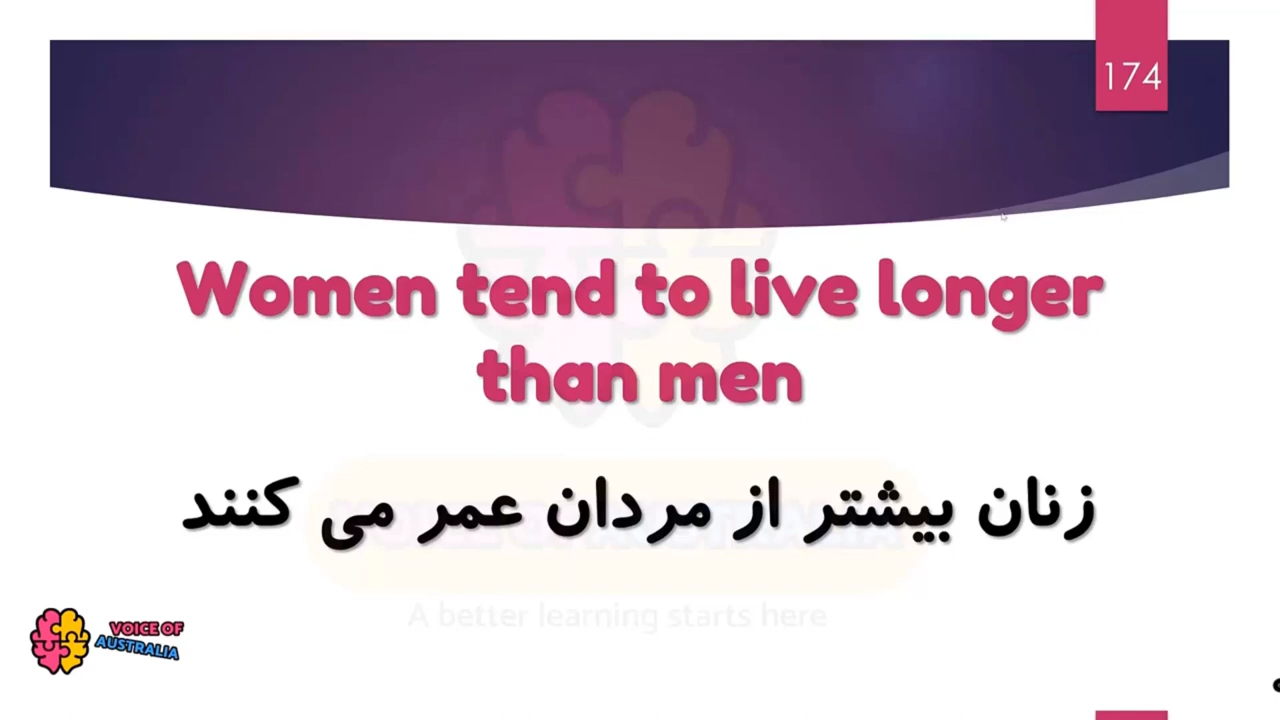 174
Women tend to live longer
than men
زنان بیشتر از مردان عمر می کنند
A better learning starts here
VOICE OF
AUSTRALIA